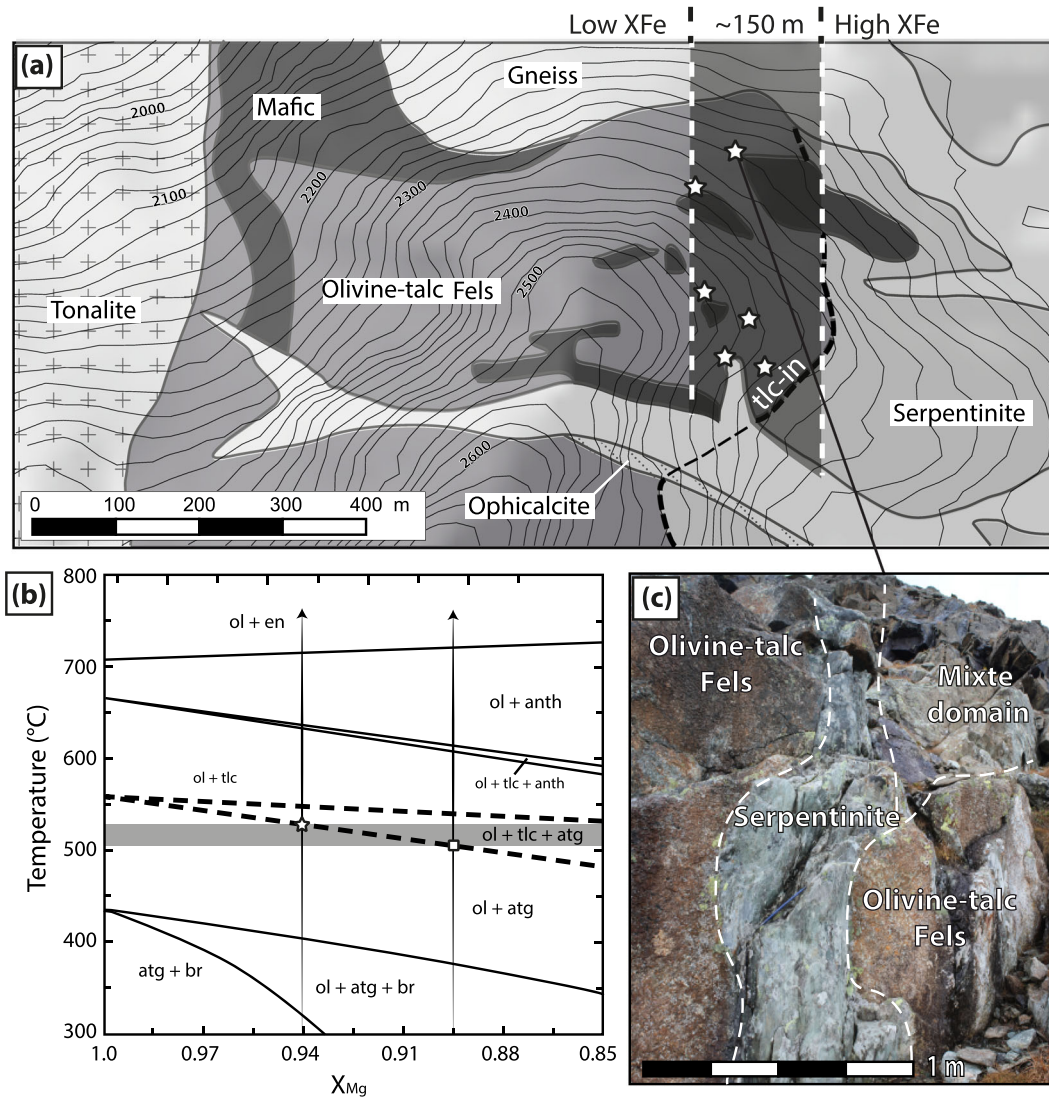 Low XFe
~150 m
High XFe
(a)
Gneiss
Mafic
2000
2100
2200
2300
2400
2500
Olivine-talc Fels
Tonalite
tlc-in
Serpentinite
2600
Ophicalcite
0 100 200 300 400 m
(b)
800
700
600
500
400
300
Temperature (°C)
ol + en
ol + anth
ol + tlc
ol + tlc + anth
ol + tlc + atg
ol + atg
atg + br
ol + atg + br
1.0 0.97 0.94 0.91 0.88 0.85
XMg
(c)
Olivine-talc
Fels
Mixte
domain
Serpentinite
Olivine-talc
Fels
1 m